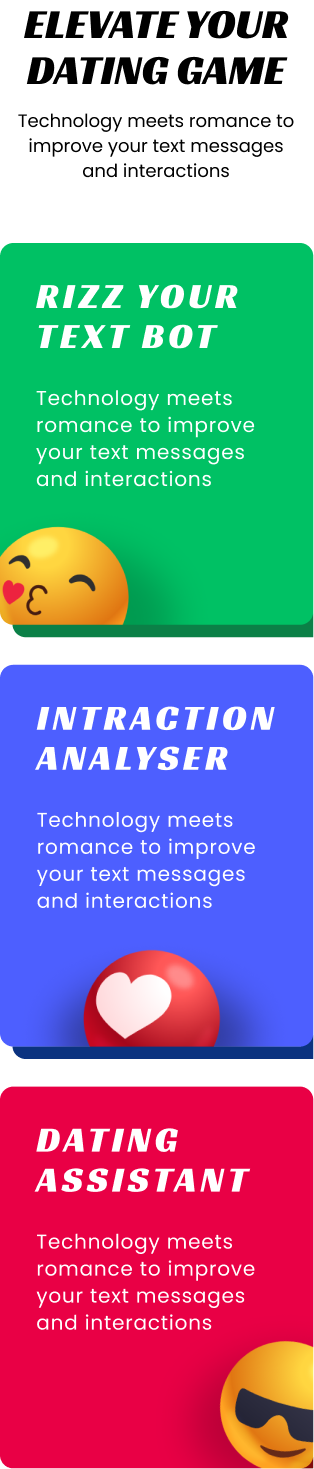 ELEVATE YOUR
DATING GAME
Technology meets romance to
improve your text messages
and interactions
RIZZ YOUR
TEXT BOT
Technology meets
romance to improve
your text messages
and interactions
INTRACTION
ANALYSER
Technology meets
romance to improve
your text messages
and interactions
DATING
ASSISTANT
Technology meets
romance to improve
your text messages
and interactions